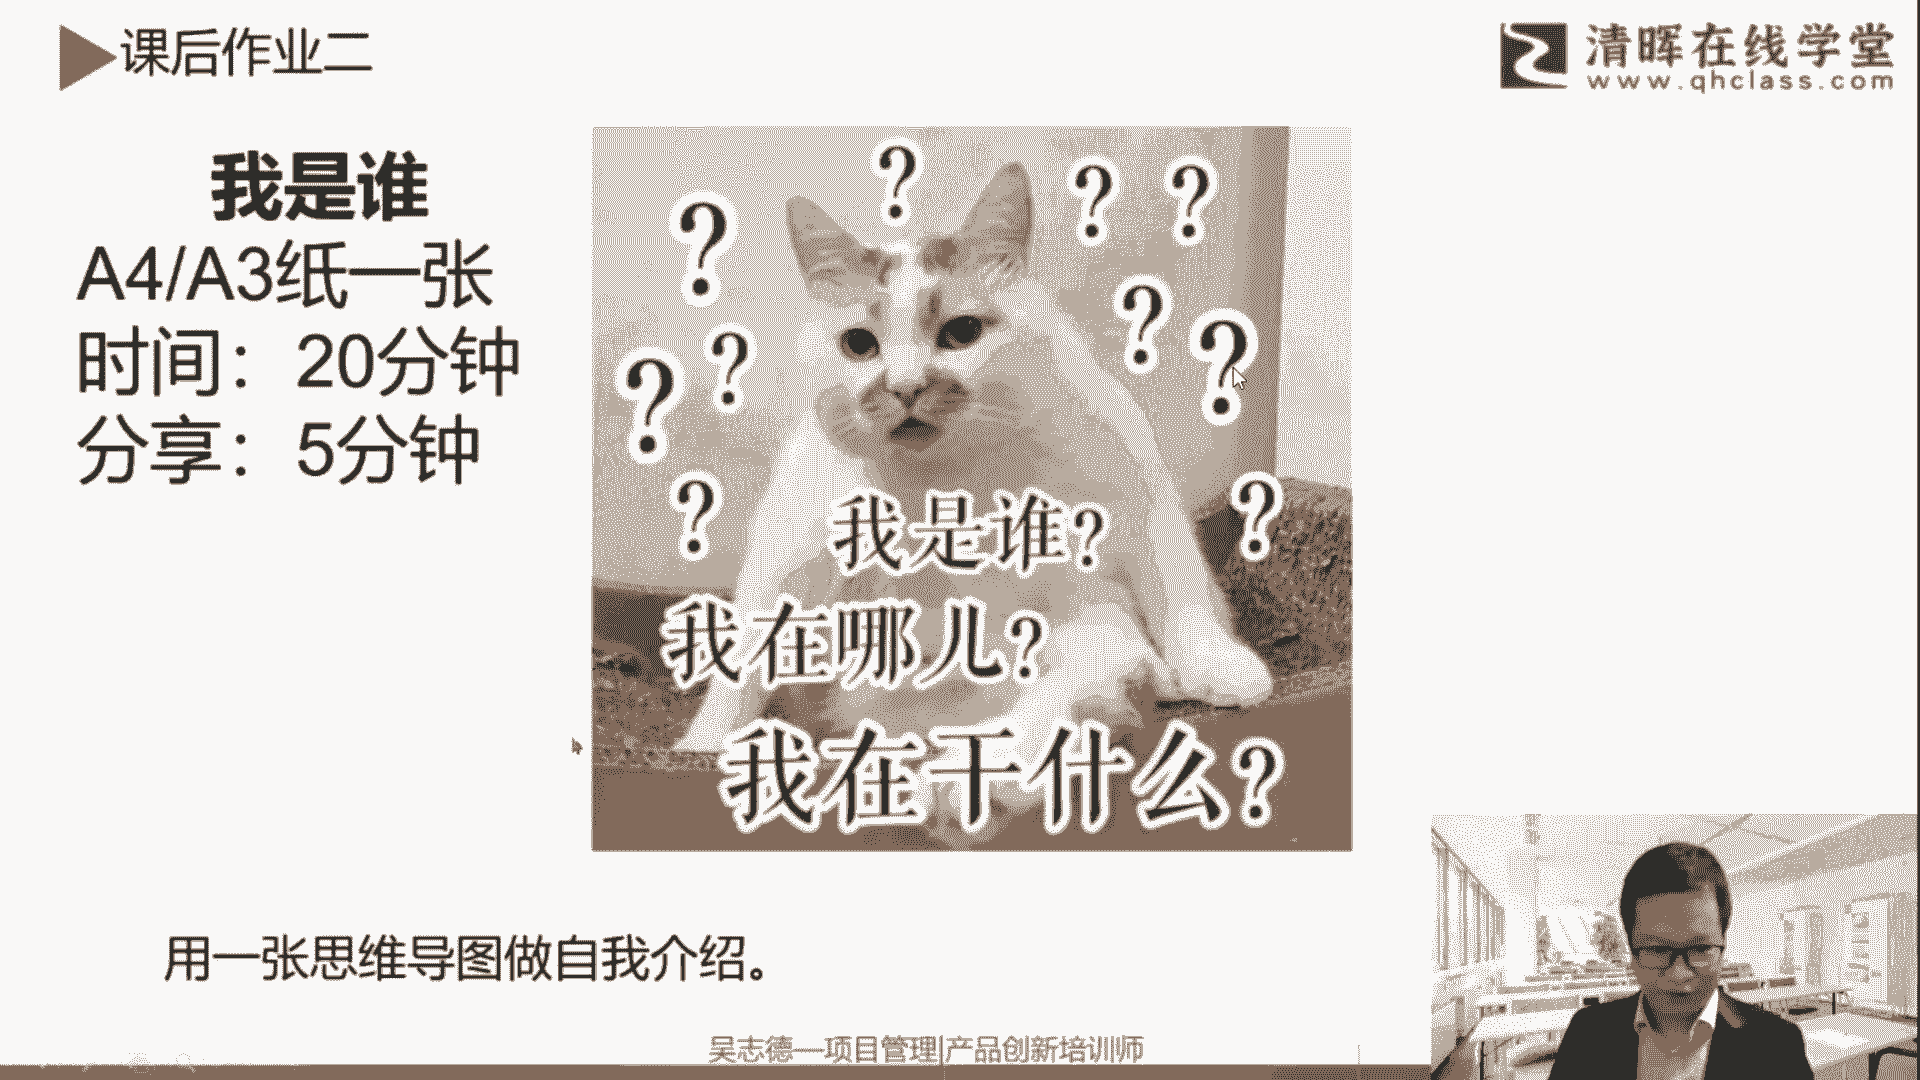 课后作业二
清晖在线学堂
www.qhclass.com
我是谁
A4/A3纸一张
时间：20分钟
分享：5分钟
? ? ? ?
? ? ? ?
? ?
我是谁?
我在哪儿?
我在干什么?
用一张思维导图做自我介绍。
吴志德—项目管理|产品创新培训师